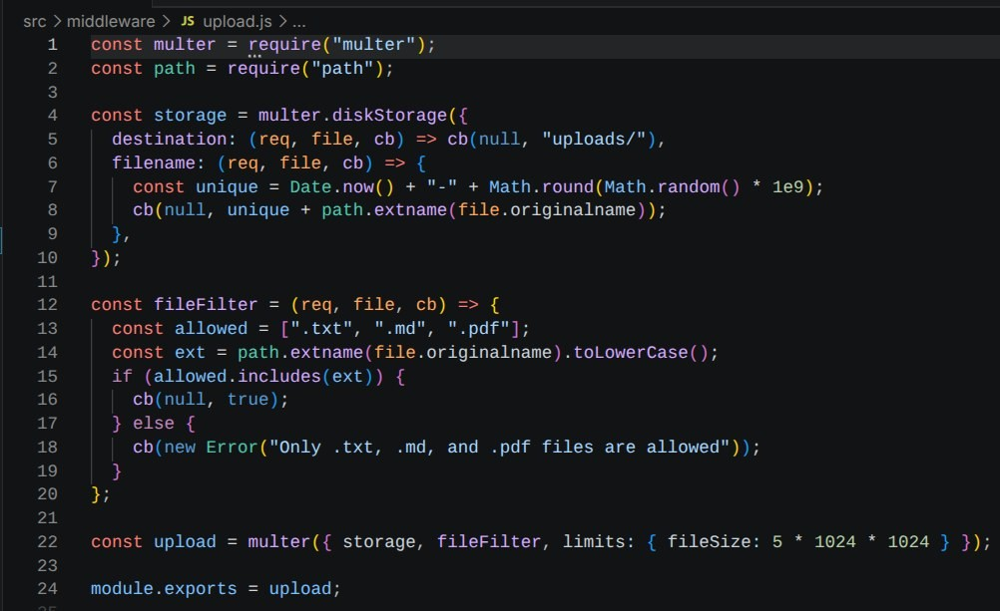 src > middleware > JS upload.js > ...
1 const multer = require("multer");
2 const path = require("path");
3
4 const storage = multer.diskStorage({
5   destination: (req, file, cb) => cb(null, "uploads/"),
6   filename: (req, file, cb) => {
7     const unique = Date.now() + "-" + Math.round(Math.random() * 1e9);
8     cb(null, unique + path.extname(file.originalname));
9   },
10 });
11
12 const fileFilter = (req, file, cb) => {
13   const allowed = [".txt", ".md", ".pdf"];
14   const ext = path.extname(file.originalname).toLowerCase();
15   if (allowed.includes(ext)) {
16     cb(null, true);
17   } else {
18     cb(new Error("Only .txt, .md, and .pdf files are allowed"));
19   }
20 };
21
22 const upload = multer({ storage, fileFilter, limits: { fileSize: 5 * 1024 * 1024 } });
23
24 module.exports = upload;
25